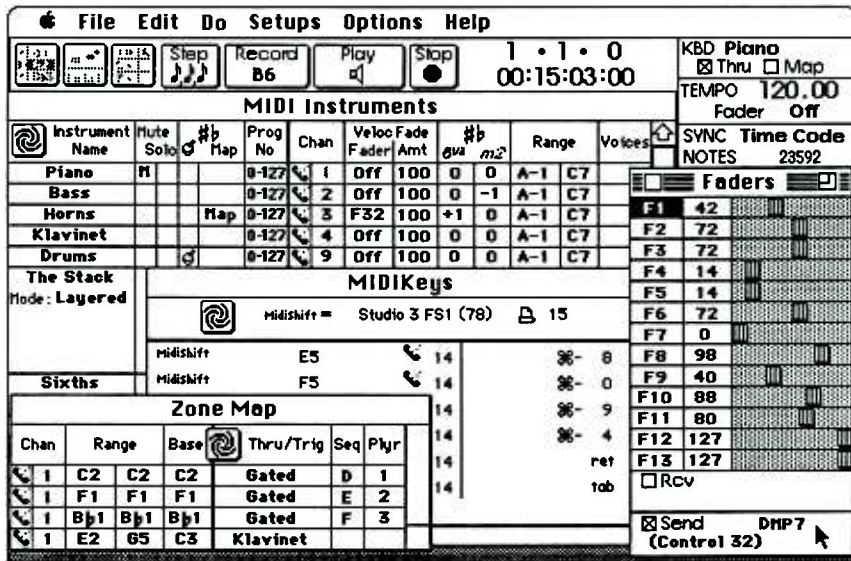 File Edit Do Setups Options Help
Step Record B6 Play Stop
1 • 1 • 0
00:15:03:00
KBD Piano
☒ Thru ☐ Map
TEMPO 120.00
Fader Off
SYNC Time Code
NOTES 23592
MIDI Instruments
Instrument Name Mute Solo ♯♭ Map Prog No Chan Veloc Fader Fade Amt ♯♭ 8va m2 Range Voices
Piano M 0-127 1 Off 100 0 0 A-1 C7
Bass 0-127 2 Off 100 0 -1 A-1 C7
Horns Map 0-127 3 F32 100 +1 0 A-1 C7
Klavinet 0-127 4 Off 100 0 0 A-1 C7
Drums 0-127 9 Off 100 0 0 A-1 C7
The Stack
Mode: Layered
Sixths
MIDIKeys
Midishift = Studio 3 FS1 (78) 15
Midishift E5 14 ⌘- 8
Midishift F5 14 ⌘- 0
14 ⌘- 9
14 ⌘- 4
14 ret
14 tab
Zone Map
Chan Range Base Thru/Trig Seq Plyr
1 C2 C2 C2 Gated D 1
1 F1 F1 F1 Gated E 2
1 B♭1 B♭1 B♭1 Gated F 3
1 E2 G5 C3 Klavinet
Faders
F1 42
F2 72
F3 72
F4 14
F5 14
F6 72
F7 0
F8 98
F9 40
F10 88
F11 80
F12 127
F13 127
☐ Rcv
☒ Send DMP7
(Control 32)